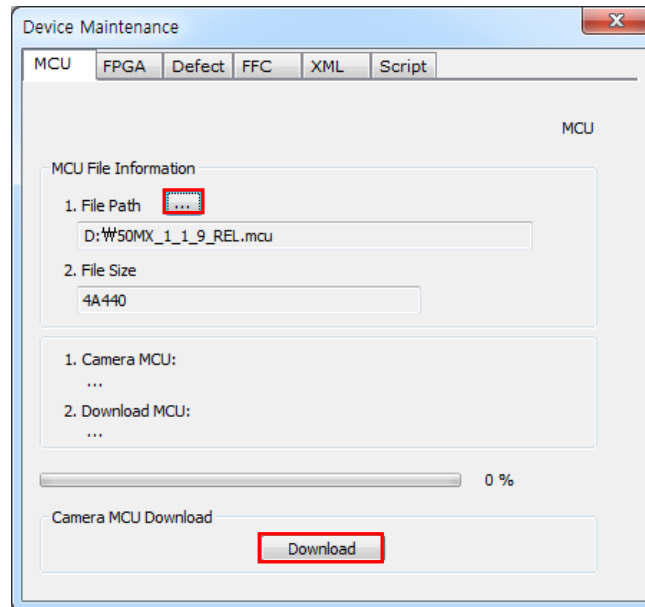 Device Maintenance
MCU FPGA Defect FFC XML Script
MCU
MCU File Information
1. File Path ...
D:₩50MX_1_1_9_REL.mcu
2. File Size
4A440
1. Camera MCU:
...
2. Download MCU:
...
0 %
Camera MCU Download
Download